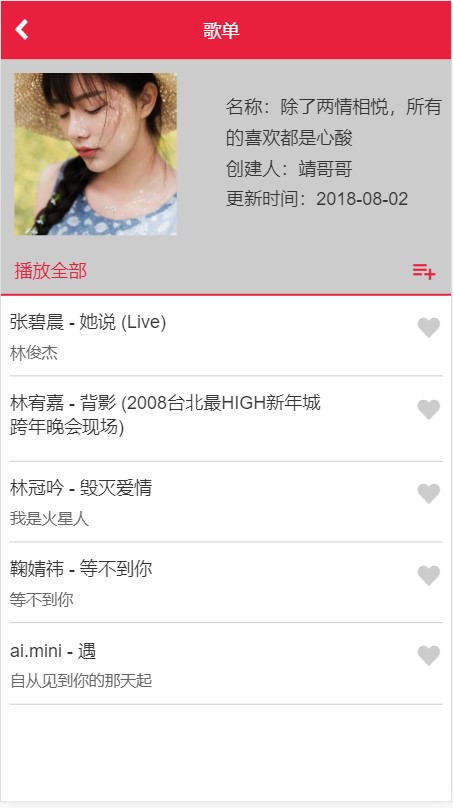 歌单
名称：除了两情相悦，所有
的喜欢都是心酸
创建人：靖哥哥
更新时间：2018-08-02
播放全部
张碧晨 - 她说 (Live)
林俊杰
林宥嘉 - 背影 (2008台北最HIGH新年城
跨年晚会现场)
林冠吟 - 毁灭爱情
我是火星人
鞠婧祎 - 等不到你
等不到你
ai.mini - 遇
自从见到你的那天起